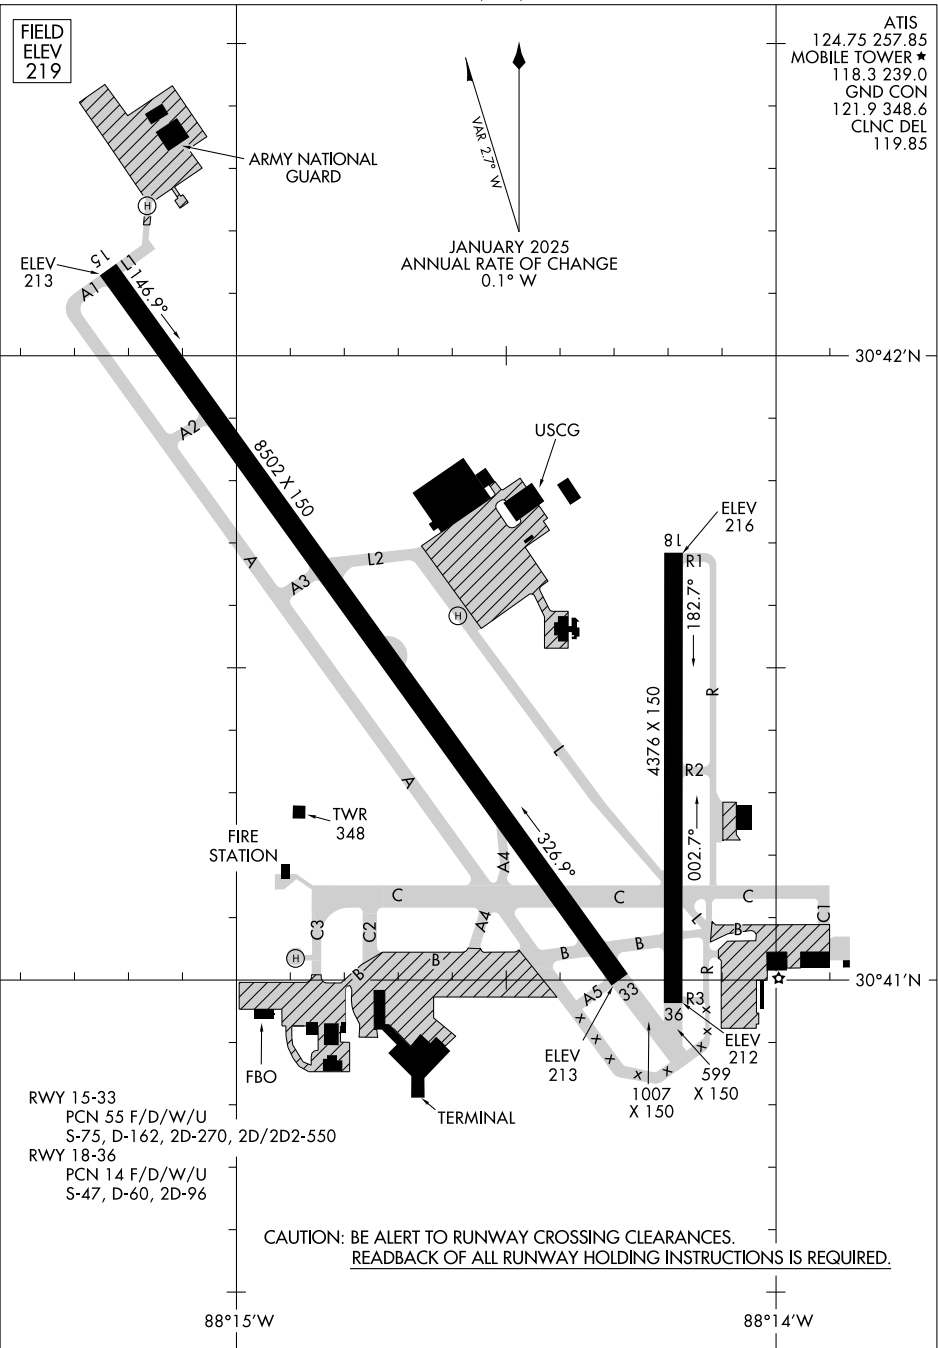 FIELD
ELEV
219
ATIS
124.75 257.85
MOBILE TOWER ★
118.3 239.0
GND CON
121.9 348.6
CLNC DEL
119.85
VAR 2.7° W
JANUARY 2025
ANNUAL RATE OF CHANGE
0.1° W
ARMY NATIONAL
GUARD
H
ELEV
213
15
L1
A1
146.9°
30°42'N
A2
8502 X 150
USCG
ELEV
216
18
R1
A
A3
L2
182.7°
H
R
4376 X 150
L
R2
A
TWR
348
FIRE
STATION
002.7°
326.9°
A4
C
C
C
C1
C3
C2
A4
L
B
B
B
B
B
H
R
30°41'N
A5
33
R3
36
X
X
X
X
X
X
X
X
ELEV
213
ELEV
212
FBO
1007
X 150
599
X 150
TERMINAL
RWY 15-33
PCN 55 F/D/W/U
S-75, D-162, 2D-270, 2D/2D2-550
RWY 18-36
PCN 14 F/D/W/U
S-47, D-60, 2D-96
CAUTION: BE ALERT TO RUNWAY CROSSING CLEARANCES.
READBACK OF ALL RUNWAY HOLDING INSTRUCTIONS IS REQUIRED.
88°15'W
88°14'W